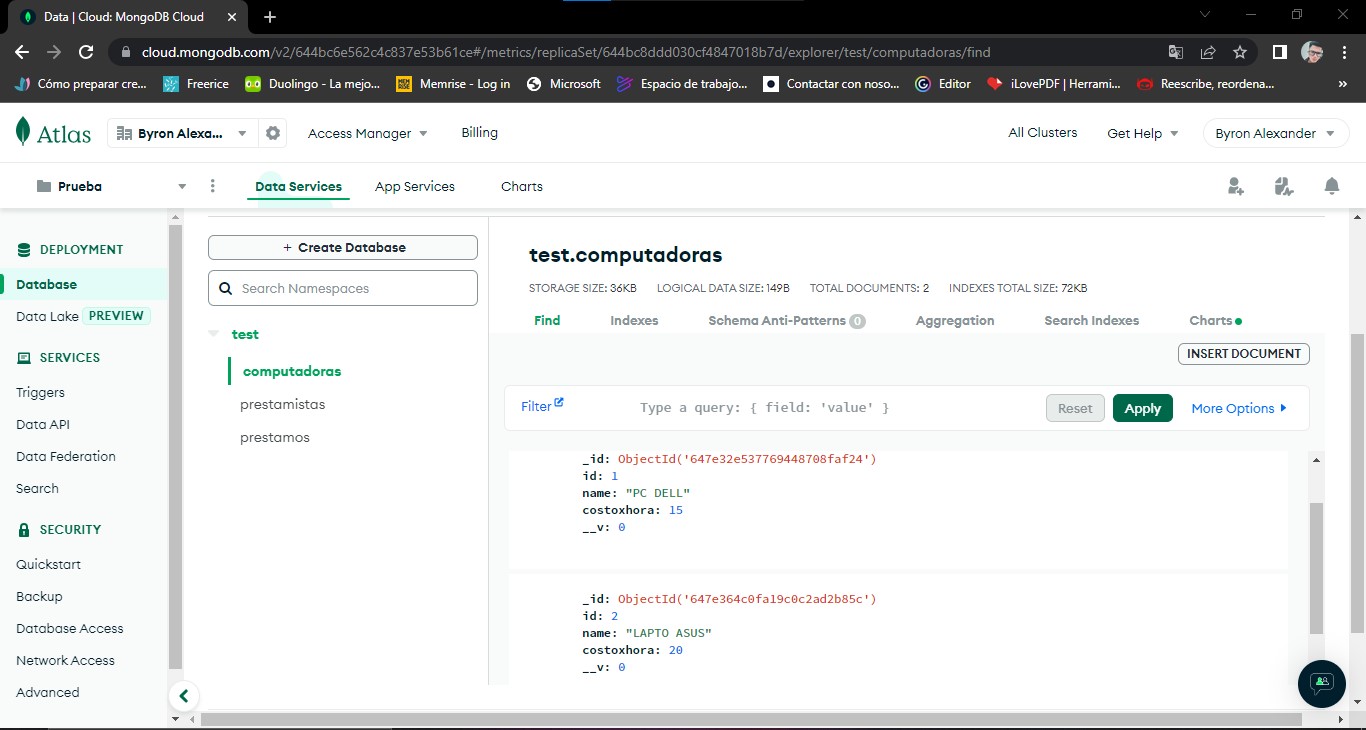 Data | Cloud: MongoDB Cloud
cloud.mongodb.com/v2/644bc6e562c4c837e53b61ce#/metrics/replicaSet/644bc8ddd030cf4847018b7d/explorer/test/computadoras/find
Cómo preparar cre... Freerice Duolingo - La mejo... MEM RISE Memrise - Log in Microsoft Espacio de trabajo... Contactar con noso... Editor iLovePDF | Herrami... Reescribe, reordena... »
Atlas Byron Alexa... Access Manager Billing All Clusters Get Help Byron Alexander
Prueba Data Services App Services Charts
DEPLOYMENT
Database
Data Lake PREVIEW
SERVICES
Triggers
Data API
Data Federation
Search
SECURITY
Quickstart
Backup
Database Access
Network Access
Advanced
+ Create Database
Search Namespaces
test
computadoras
prestamistas
prestamos
test.computadoras
STORAGE SIZE: 36KB LOGICAL DATA SIZE: 149B TOTAL DOCUMENTS: 2 INDEXES TOTAL SIZE: 72KB
Find Indexes Schema Anti-Patterns 0 Aggregation Search Indexes Charts
INSERT DOCUMENT
Filter Type a query: { field: 'value' } Reset Apply More Options
_id: ObjectId('647e32e537769448708faf24')
id: 1
name: "PC DELL"
costoxhora: 15
__v: 0
_id: ObjectId('647e364c0fa19c0c2ad2b85c')
id: 2
name: "LAPTO ASUS"
costoxhora: 20
__v: 0